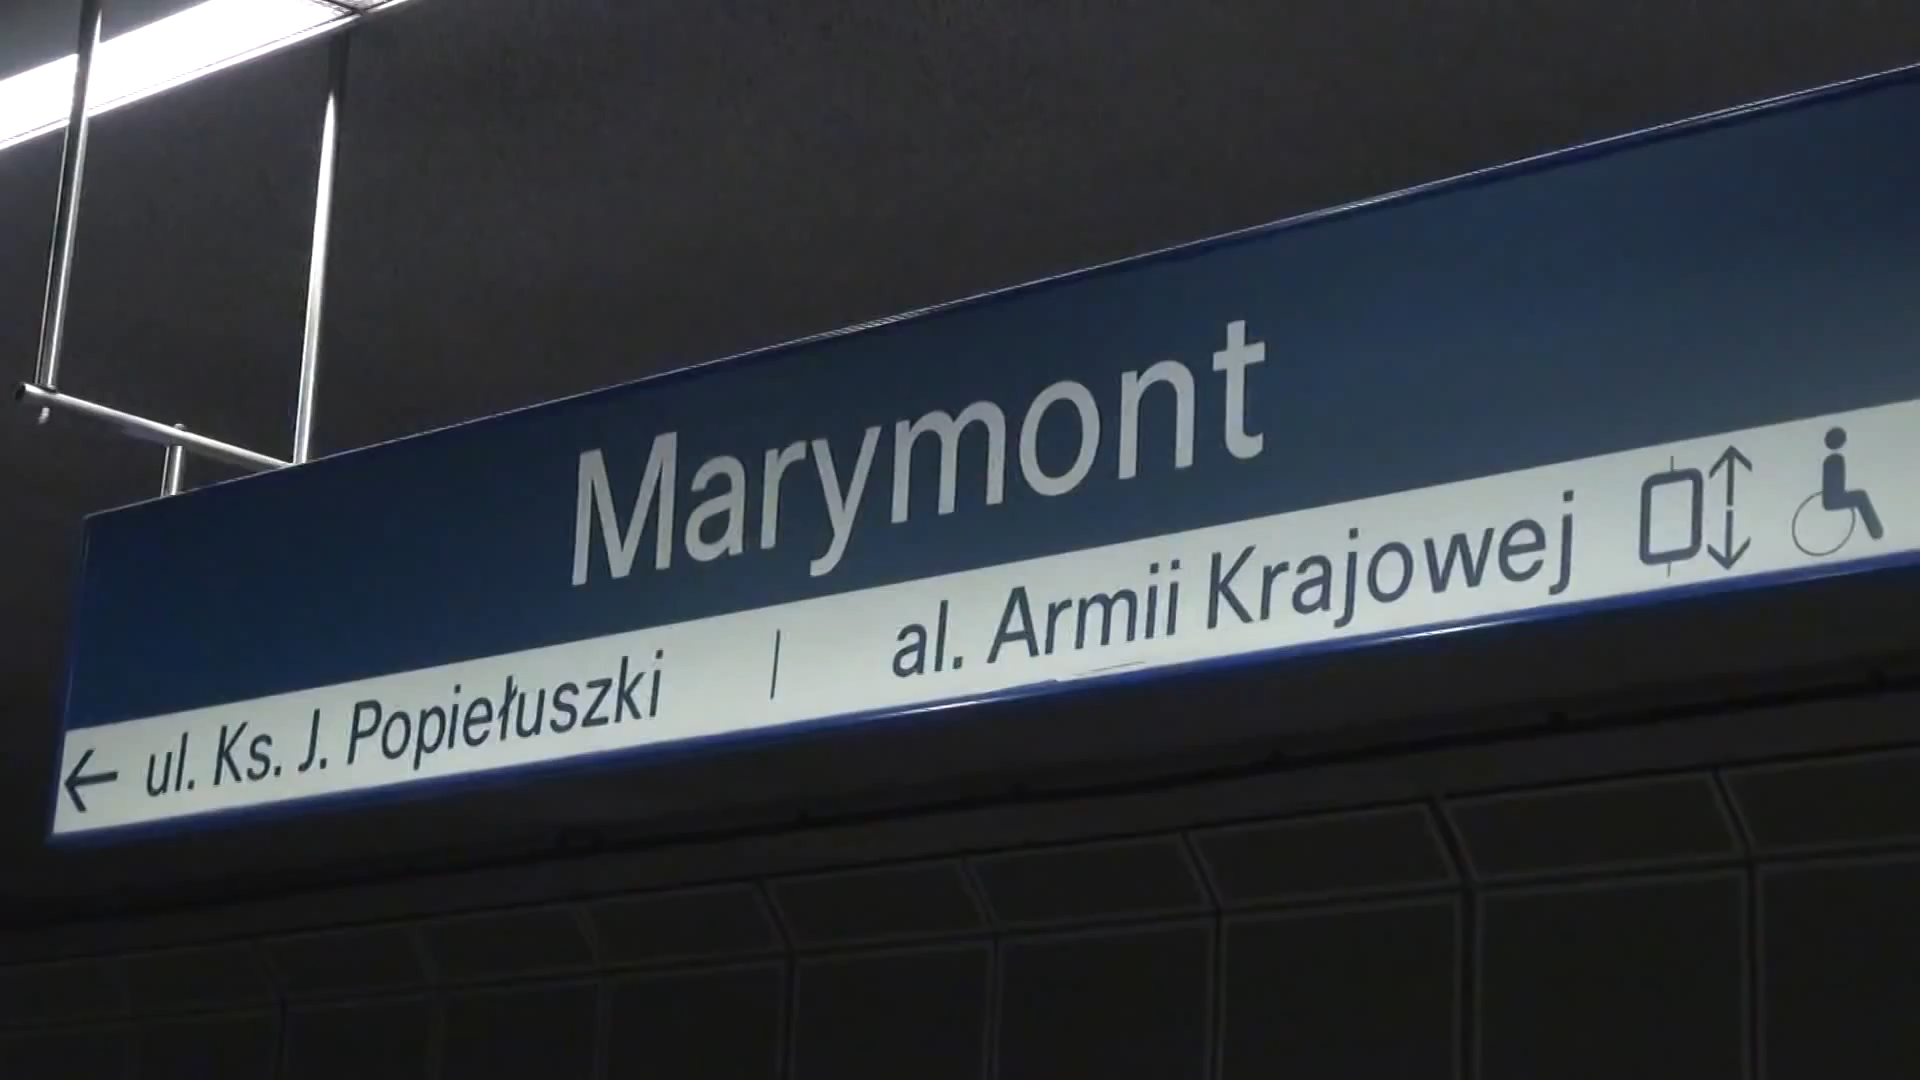 Marymont
← ul. Ks. J. Popiełuszki | al. Armii Krajowej